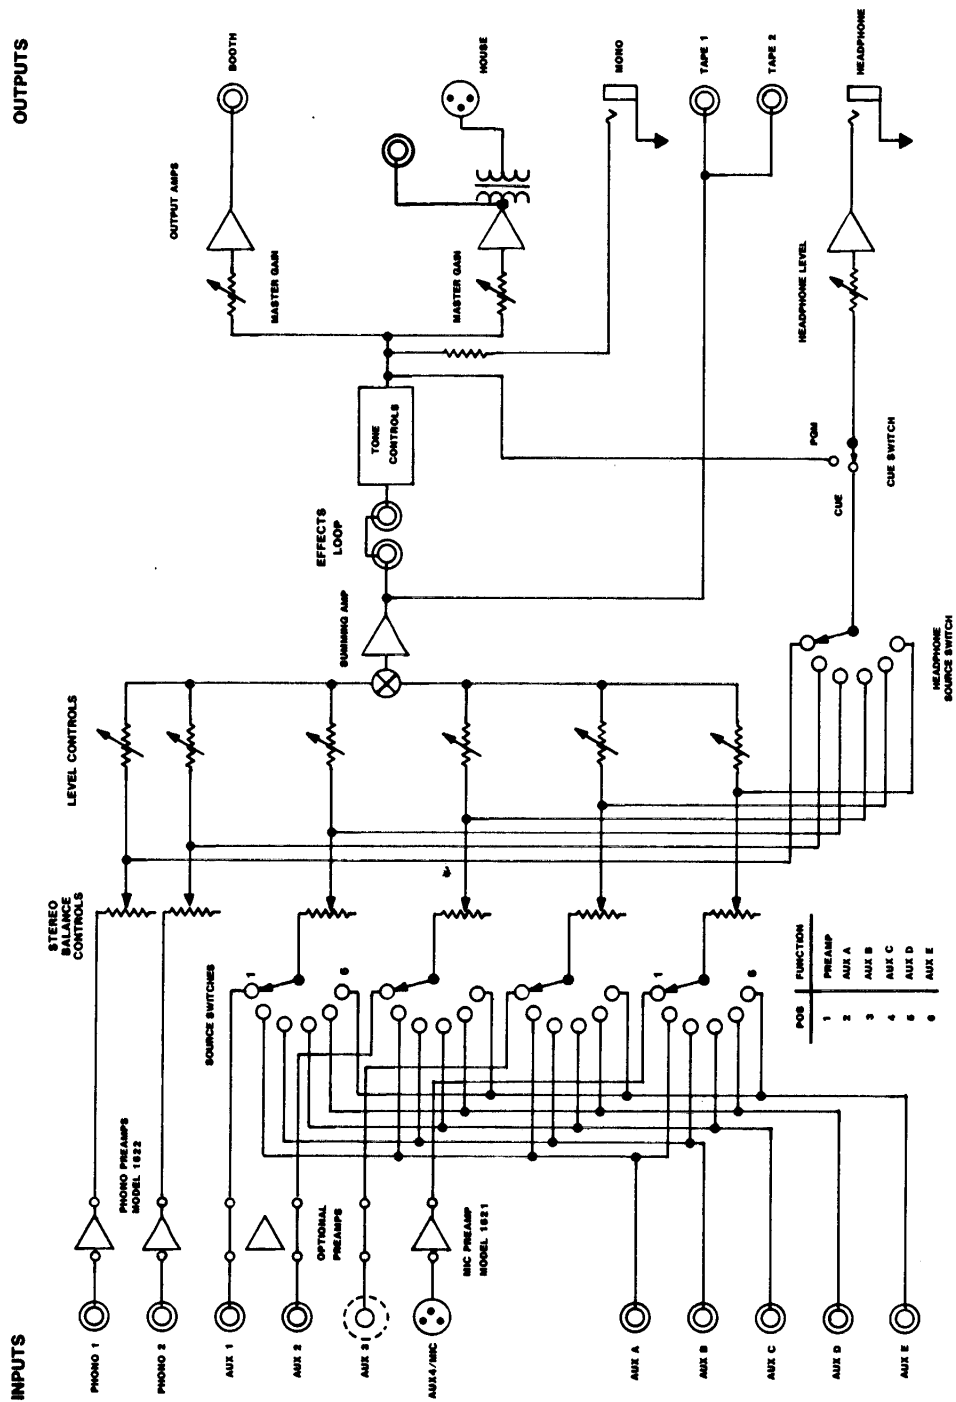 INPUTS
PHONO 1
PHONO 2
AUX 1
AUX 2
AUX 3
AUX4/MIC
AUX A
AUX B
AUX C
AUX D
AUX E
PHONO PREAMPS
MODEL 1622
OPTIONAL
PREAMPS
MIC PREAMP
MODEL 1621
SOURCE SWITCHES
1
6
1
6
POS FUNCTION
1 PREAMP
2 AUX A
3 AUX B
4 AUX C
5 AUX D
6 AUX E
STEREO
BALANCE
CONTROLS
LEVEL CONTROLS
HEADPHONE
SOURCE SWITCH
SUMMING AMP
EFFECTS
LOOP
TONE
CONTROLS
CUE
PGM
CUE SWITCH
MASTER GAIN
MASTER GAIN
HEADPHONE LEVEL
OUTPUT AMPS
OUTPUTS
BOOTH
HOUSE
MONO
TAPE 1
TAPE 2
HEADPHONE